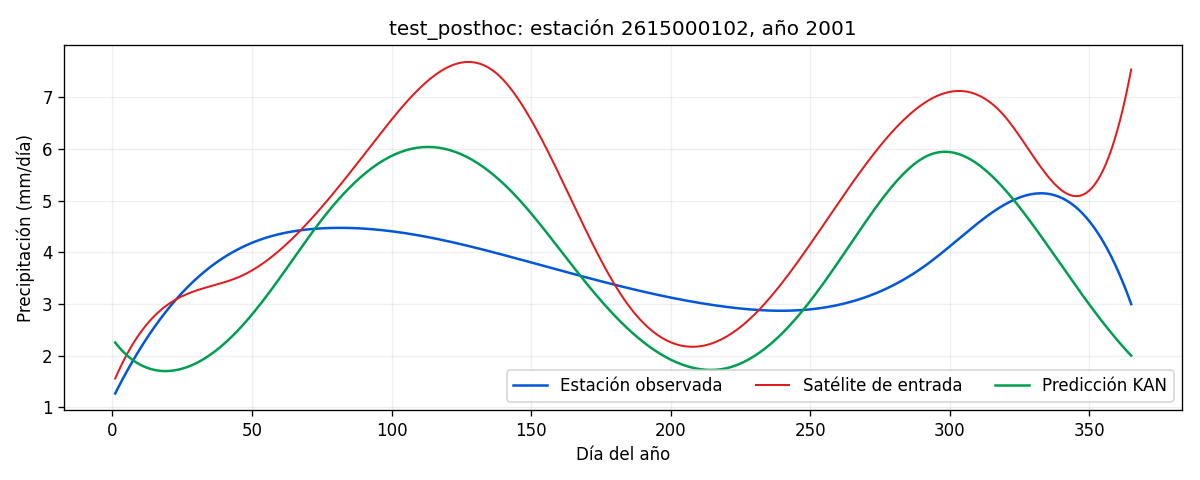 test_posthoc: estación 2615000102, año 2001
Precipitación (mm/día)
7
6
5
4
3
2
1
Estación observada Satélite de entrada Predicción KAN
0 50 100 150 200 250 300 350
Día del año